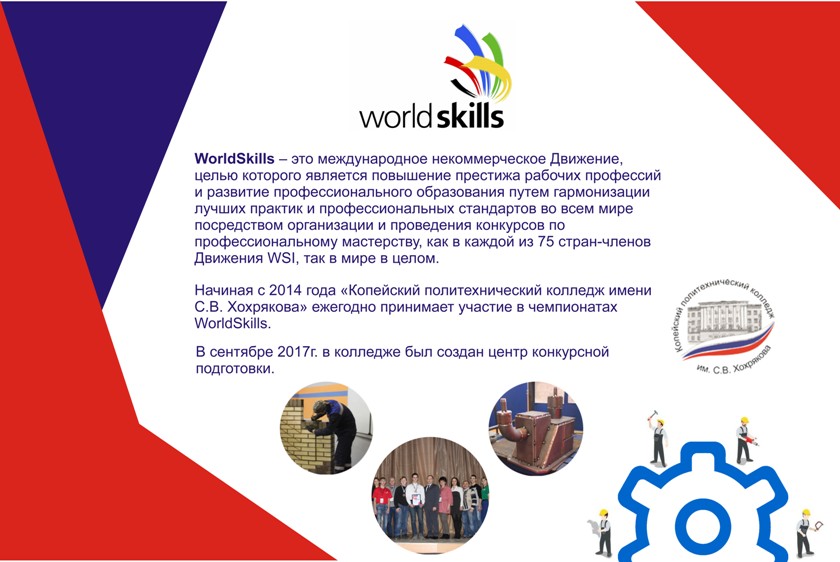 world skills
WorldSkills – это международное некоммерческое Движение,
целью которого является повышение престижа рабочих профессий
и развитие профессионального образования путем гармонизации
лучших практик и профессиональных стандартов во всем мире
посредством организации и проведения конкурсов по
профессиональному мастерству, как в каждой из 75 стран-членов
Движения WSI, так в мире в целом.
Начиная с 2014 года «Копейский политехнический колледж имени
С.В. Хохрякова» ежегодно принимает участие в чемпионатах
WorldSkills.
В сентябре 2017г. в колледже был создан центр конкурсной
подготовки.
Копейский политехнический колледж
им. С.В. Хохрякова